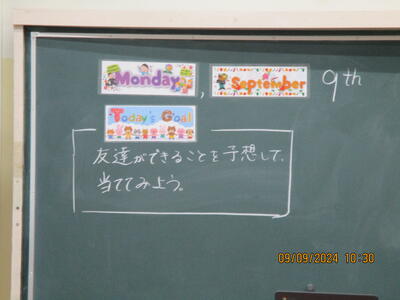 Monday, September 9th
Today's Goal
友達ができることを予想して、
当ててみよう。
09/09/2024 10:30